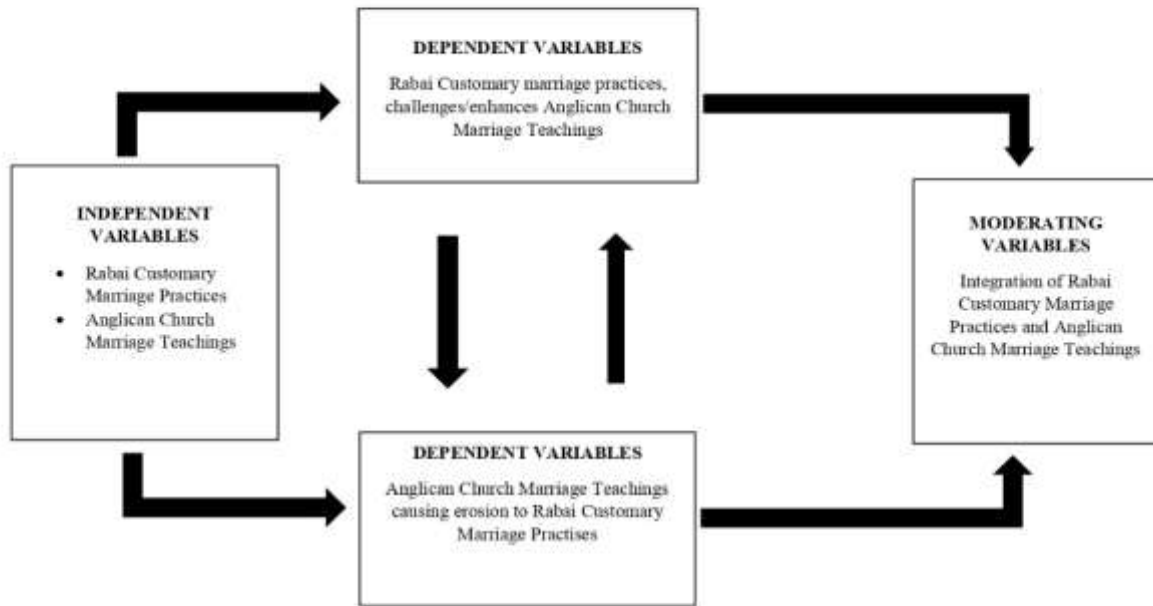 DEPENDENT VARIABLES
Rabai Customary marriage practices,
challenges/enhances Anglican Church
Marriage Teachings
INDEPENDENT
VARIABLES
• Rabai Customary
Marriage Practices
• Anglican Church
Marriage Teachings
MODERATING
VARIABLES
Integration of Rabai
Customary Marriage
Practices and Anglican
Church Marriage Teachings
DEPENDENT VARIABLES
Anglican Church Marriage Teachings
causing erosion to Rabai Customary
Marriage Practises